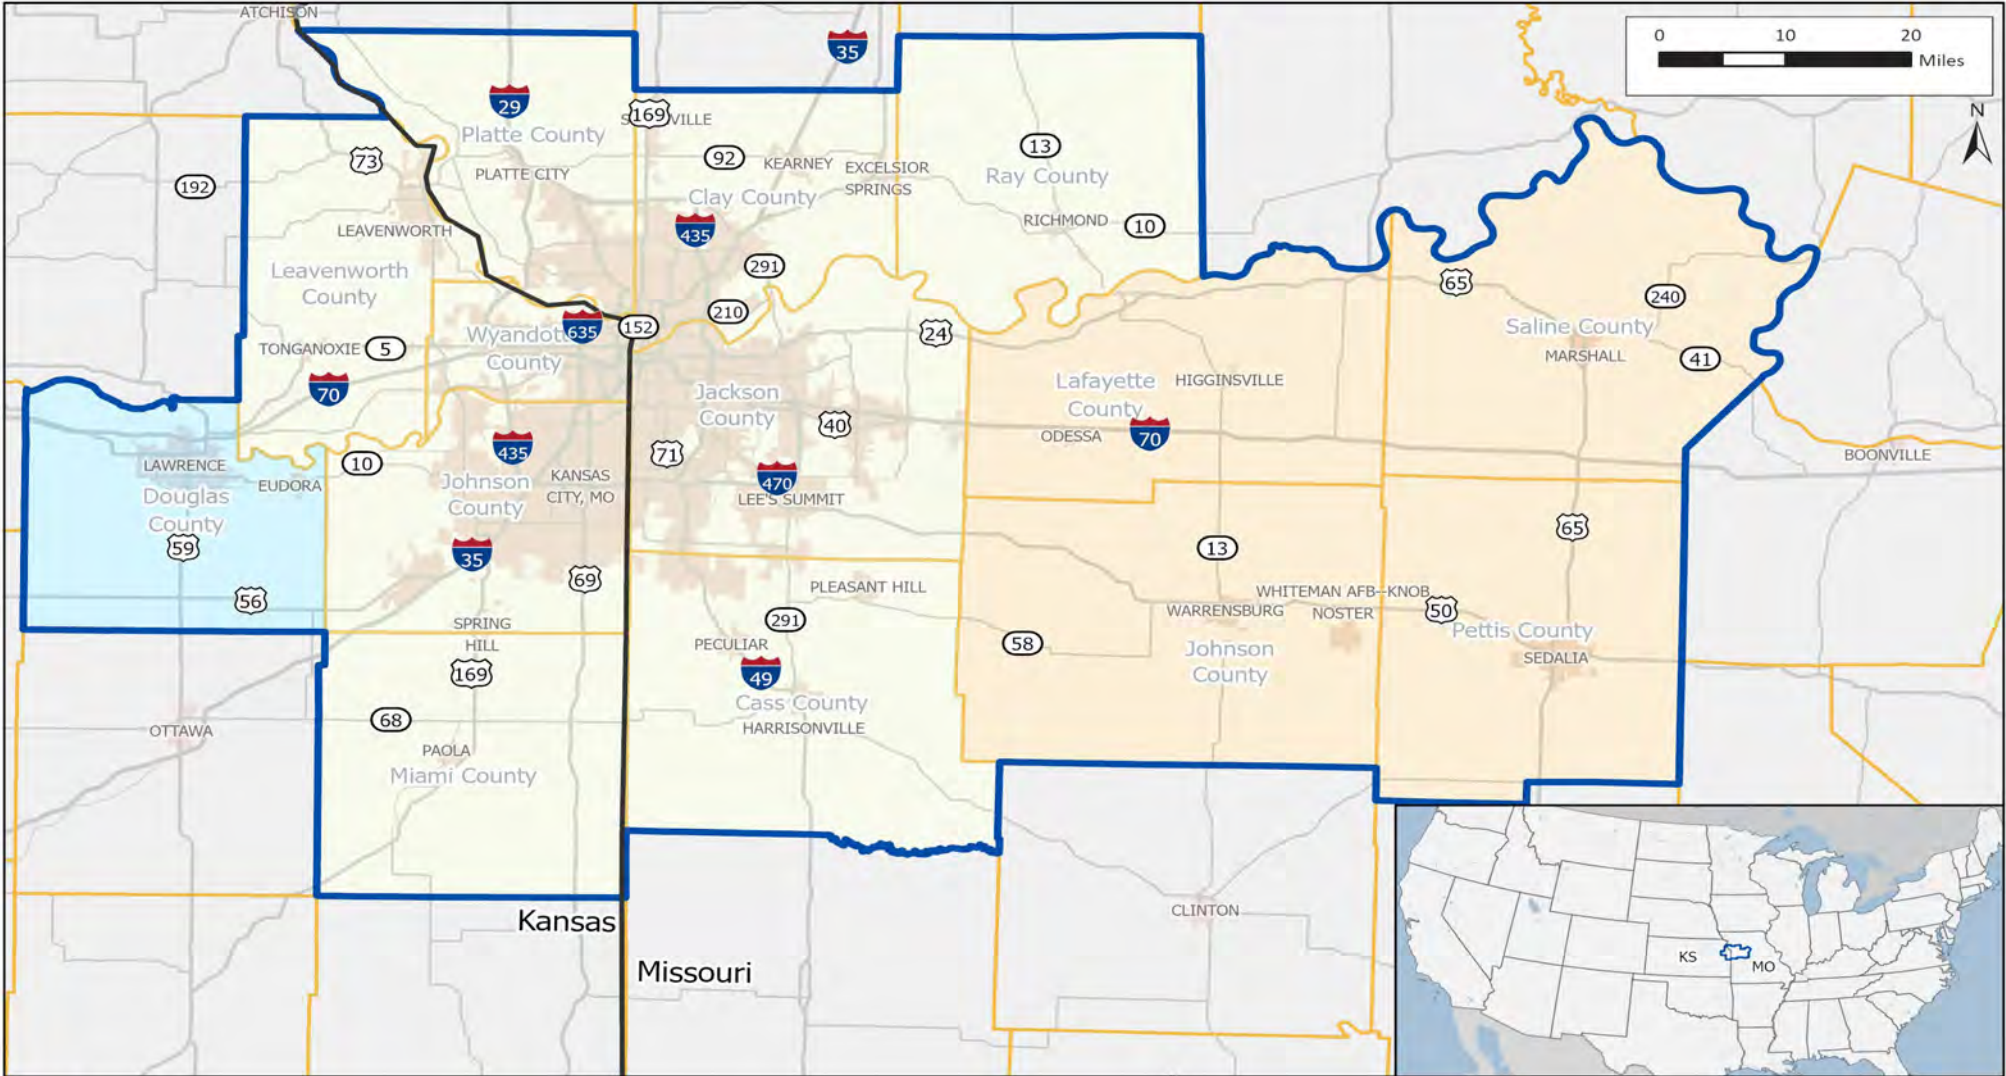 ATCHISON
0 10 20
Miles
N
35
29
Platte County
169
73
92
KEARNEY
EXCELSIOR
SPRINGS
13
Ray County
192
PLATTE CITY
Clay County
RICHMOND
10
LEAVENWORTH
435
Leavenworth
County
291
65
240
210
Wyandot
County
635
152
24
Saline County
MARSHALL
41
TONGANOXIE
5
70
Jackson
County
Lafayette
County
HIGGINSVILLE
40
ODESSA
70
LAWRENCE
EUDORA
10
435
71
BOONVILLE
Douglas
County
Johnson
County
KANSAS
CITY, MO
470
LEE'S SUMMIT
59
35
13
65
56
69
PLEASANT HILL
WHITEMAN AFB--KNOB
NOSTER
WARRENSBURG
50
SPRING
HILL
291
PECULIAR
58
Johnson
County
Pettis County
SEDALIA
169
49
Cass County
HARRISONVILLE
68
OTTAWA
PAOLA
Miami County
Kansas
Missouri
CLINTON
KS
MO